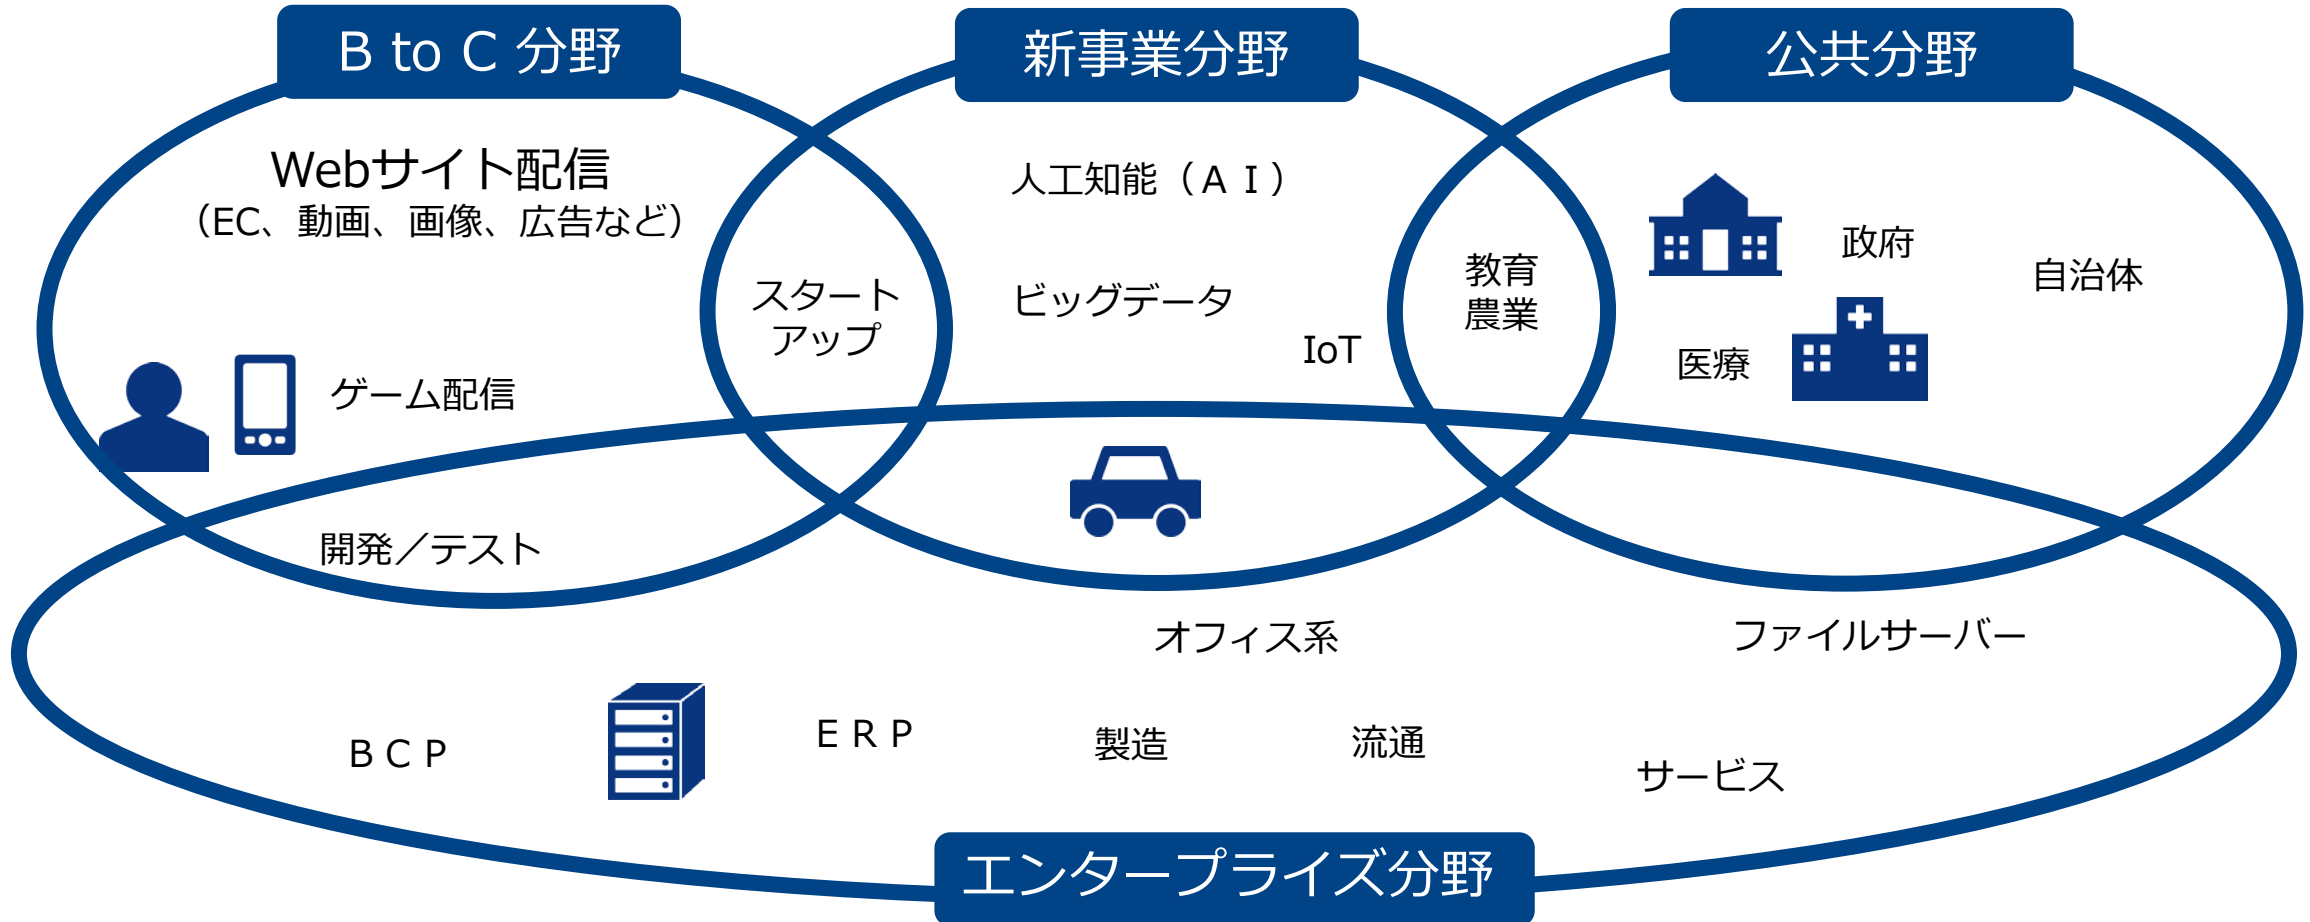 B to C 分野
新事業分野
公共分野
Webサイト配信
（EC、動画、画像、広告など）
人工知能（ＡＩ）
政府
自治体
スタート
アップ
ビッグデータ
IoT
教育
農業
医療
ゲーム配信
開発／テスト
オフィス系
ファイルサーバー
ＢＣＰ
ＥＲＰ
製造
流通
サービス
エンタープライズ分野